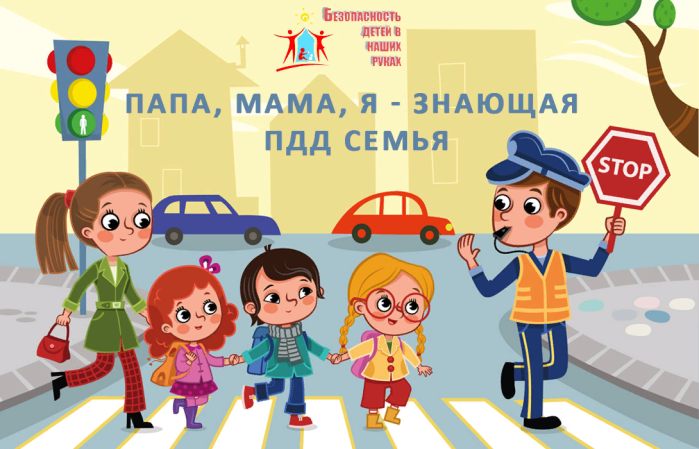 Безопасность
детей в
наших
руках
ПАПА, МАМА, Я - ЗНАЮЩАЯ
ПДД СЕМЬЯ
STOP